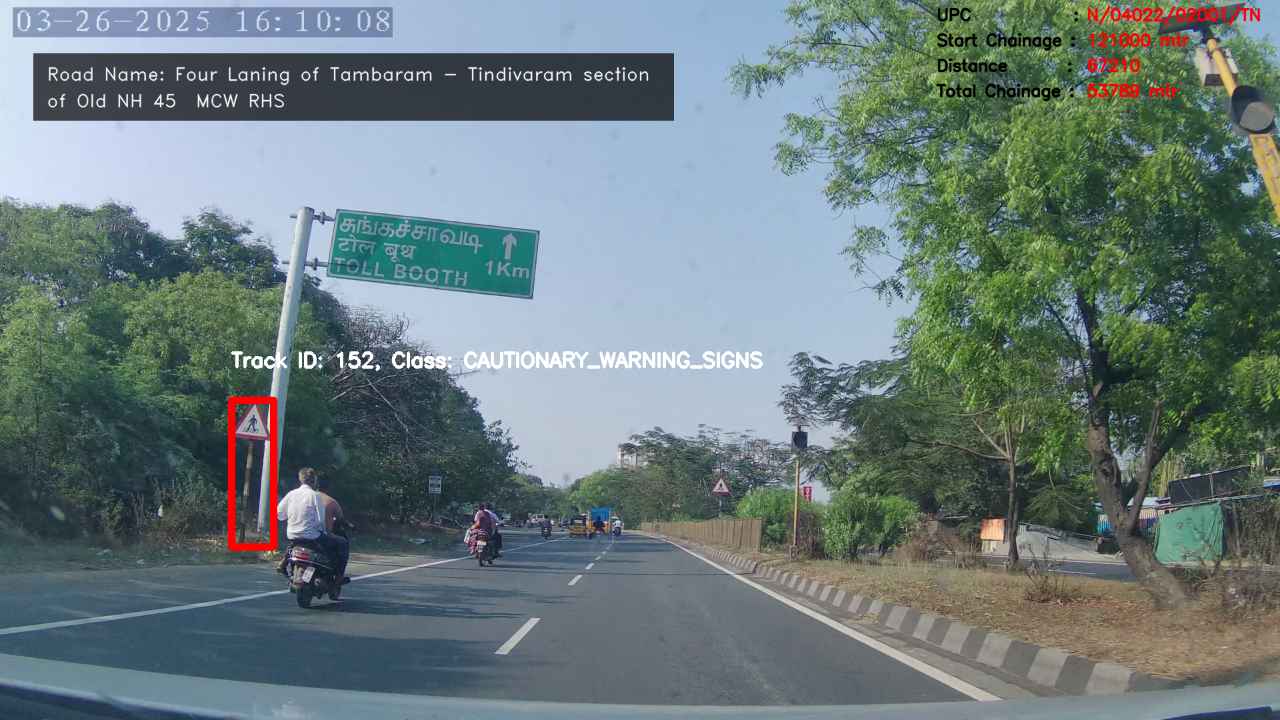 03-26-2025 16:10:08
UPC : N/04022/02001/TN
Start Chainage : 121000 mtr
Distance : 67210
Total Chainage : 53789 mtr
Road Name: Four Laning of Tambaram - Tindivaram section
of Old NH 45 MCW RHS
சுங்கச்சாவடி
टोल बूथ
TOLL BOOTH
1Km
Track ID: 152, Class: CAUTIONARY_WARNING_SIGNS